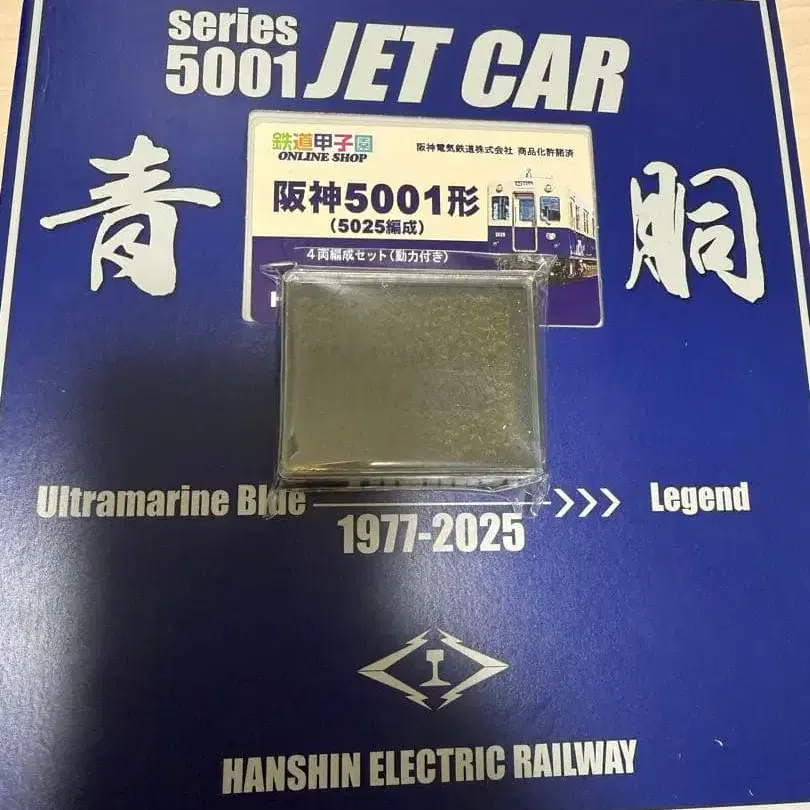 series
5001 JET CAR
鉄道甲子園
ONLINE SHOP
阪神電気鉄道株式会社 商品化許諾済
阪神5001形
(5025編成)
4両編成セット(動力付き)
青
胴
Ultramarine Blue
Legend
1977-2025
HANSHIN ELECTRIC RAILWAY